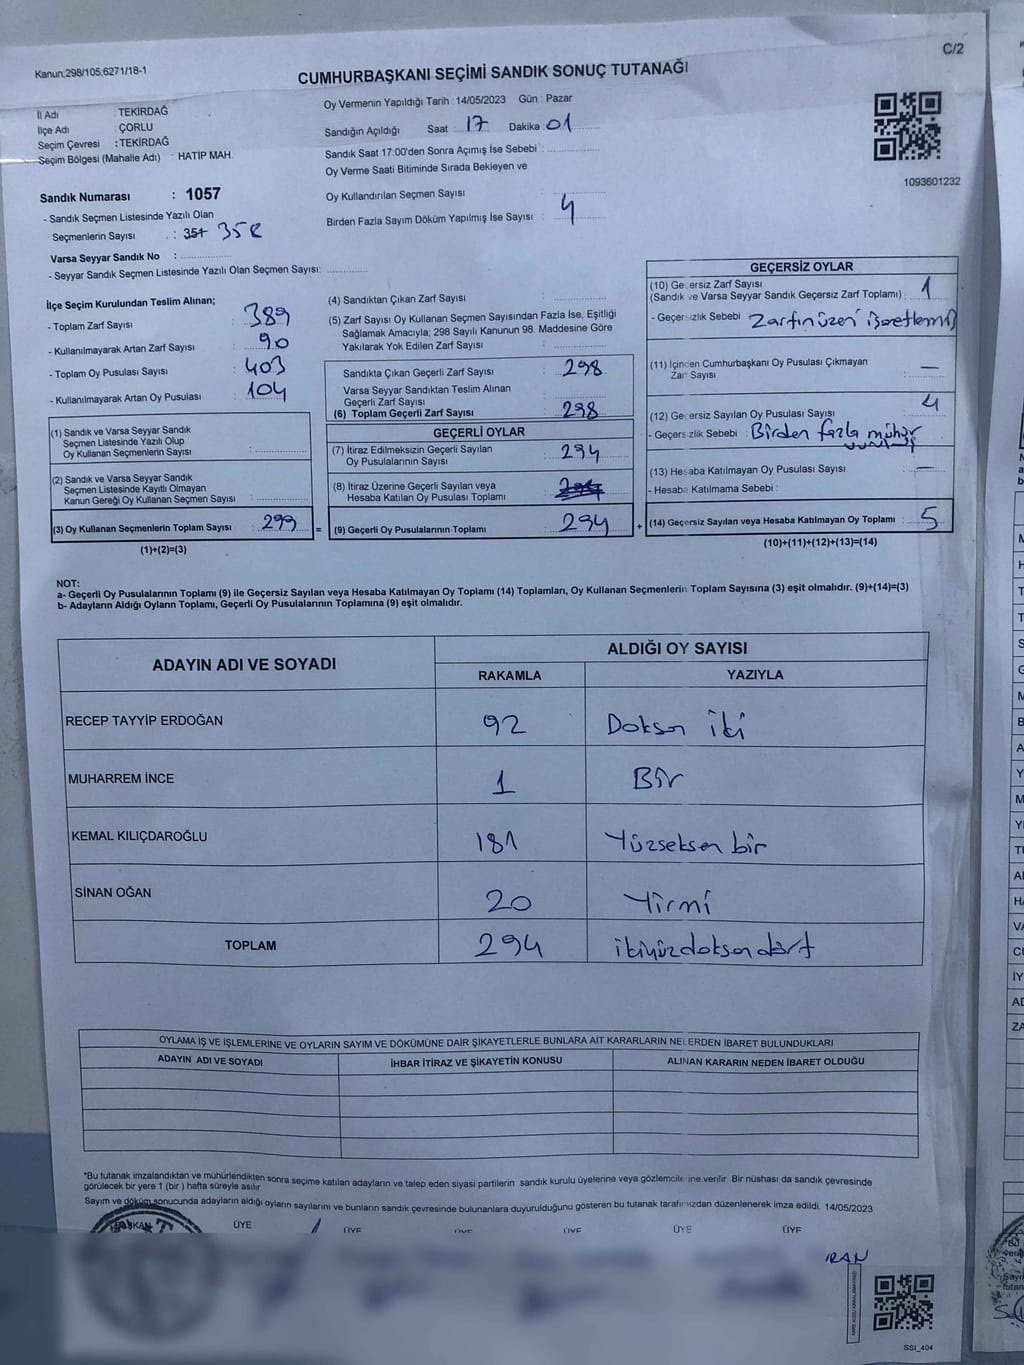 C/2
Kanun;298/105;6271/18-1
CUMHURBAŞKANI SEÇİMİ SANDIK SONUÇ TUTANAĞI
İl Adı : TEKİRDAĞ
İlçe Adı : ÇORLU
Seçim Çevresi : TEKİRDAĞ
Seçim Bölgesi (Mahalle Adı) : HATİP MAH.
Oy Vermenin Yapıldığı Tarih : 14/05/2023 Gün : Pazar
Sandığın Açıldığı Saat : 17 Dakika : 01
Sandık Saat 17:00'den Sonra Açımış İse Sebebi :
Oy Verme Saati Bitiminde Sırada Bekleyen ve
Oy Kullandırılan Seçmen Sayısı
Birden Fazla Sayım Döküm Yapılmış İse Sayısı : 4
1093601232
Sandık Numarası : 1057
- Sandık Seçmen Listesinde Yazılı Olan
Seçmenlerin Sayısı : 357 358
Varsa Seyyar Sandık No :
- Seyyar Sandık Seçmen Listesinde Yazılı Olan Seçmen Sayısı:
İlçe Seçim Kurulundan Teslim Alınan;
- Toplam Zarf Sayısı : 389
- Kullanılmayarak Artan Zarf Sayısı : 90
- Toplam Oy Pusulası Sayısı : 403
- Kullanılmayarak Artan Oy Pusulası : 104
(1) Sandık ve Varsa Seyyar Sandık
Seçmen Listesinde Yazılı Olup
Oy Kullanan Seçmenlerin Sayısı :
(2) Sandık ve Varsa Seyyar Sandık
Seçmen Listesinde Kayıtlı Olmayan
Kanun Gereği Oy Kullanan Seçmen Sayısı :
(3) Oy Kullanan Seçmenlerin Toplam Sayısı : 299 =
(1)+(2)=(3)
(4) Sandıktan Çıkan Zarf Sayısı :
(5) Zarf Sayısı Oy Kullanan Seçmen Sayısından Fazla İse, Eşitliği
Sağlamak Amacıyla; 298 Sayılı Kanunun 98. Maddesine Göre
Yakılarak Yok Edilen Zarf Sayısı :
Sandıkta Çıkan Geçerli Zarf Sayısı : 298
Varsa Seyyar Sandıktan Teslim Alınan
Geçerli Zarf Sayısı :
(6) Toplam Geçerli Zarf Sayısı : 298
GEÇERLİ OYLAR
(7) İtiraz Edilmeksizin Geçerli Sayılan
Oy Pusulalarının Sayısı : 294
(8) İtiraz Üzerine Geçerli Sayılan veya
Hesaba Katılan Oy Pusulası Toplamı :
(9) Geçerli Oy Pusulalarının Toplamı : 294 +
GEÇERSİZ OYLAR
(10) Geçersiz Zarf Sayısı
(Sandık ve Varsa Seyyar Sandık Geçersiz Zarf Toplamı) : 1
- Geçersizlik Sebebi : Zarfın üzeri işaretlemiş
(11) İçinden Cumhurbaşkanı Oy Pusulası Çıkmayan
Zarf Sayısı : —
(12) Geçersiz Sayılan Oy Pusulası Sayısı : 4
- Geçersizlik Sebebi : Birden fazla mühür
(13) Hesaba Katılmayan Oy Pusulası Sayısı : —
- Hesaba Katılmama Sebebi :
(14) Geçersiz Sayılan veya Hesaba Katılmayan Oy Toplamı : 5
(10)+(11)+(12)+(13)=(14)
NOT:
a- Geçerli Oy Pusulalarının Toplamı (9) ile Geçersiz Sayılan veya Hesaba Katılmayan Oy Toplamı (14) Toplamları, Oy Kullanan Seçmenlerin Toplam Sayısına (3) eşit olmalıdır. (9)+(14)=(3)
b- Adayların Aldığı Oyların Toplamı, Geçerli Oy Pusulalarının Toplamına (9) eşit olmalıdır.
ADAYIN ADI VE SOYADI ALDIĞI OY SAYISI
RAKAMLA YAZIYLA
RECEP TAYYİP ERDOĞAN 92 Doksan iki
MUHARREM İNCE 1 Bir
KEMAL KILIÇDAROĞLU 181 Yüzseksen bir
SİNAN OĞAN 20 Yirmi
TOPLAM 294 ikiyüzdoksandört
OYLAMA İŞ VE İŞLEMLERİNE VE OYLARIN SAYIM VE DÖKÜMÜNE DAİR ŞİKAYETLERLE BUNLARA AİT KARARLARIN NELERDEN İBARET BULUNDUKLARI
ADAYIN ADI VE SOYADI İHBAR İTİRAZ VE ŞİKAYETİN KONUSU ALINAN KARARIN NEDEN İBARET OLDUĞU
*Bu tutanak imzalandıktan ve mühürlendikten sonra seçime katılan adayların ve talep eden siyasi partilerin sandık kurulu üyelerine veya gözlemcilerine verilir. Bir nüshası da sandık çevresinde
görülecek bir yere 1 (bir) hafta süreyle asılır.
Sayım ve döküm sonucunda adayların aldığı oyların sayılarını ve bunların sandık çevresinde bulunanlara duyurulduğunu gösteren bu tutanak tarafımızdan düzenlenerek imza edildi. 14/05/2023
BAŞKAN ÜYE ÜYE ÜYE ÜYE ÜYE ÜYE
SSI_404